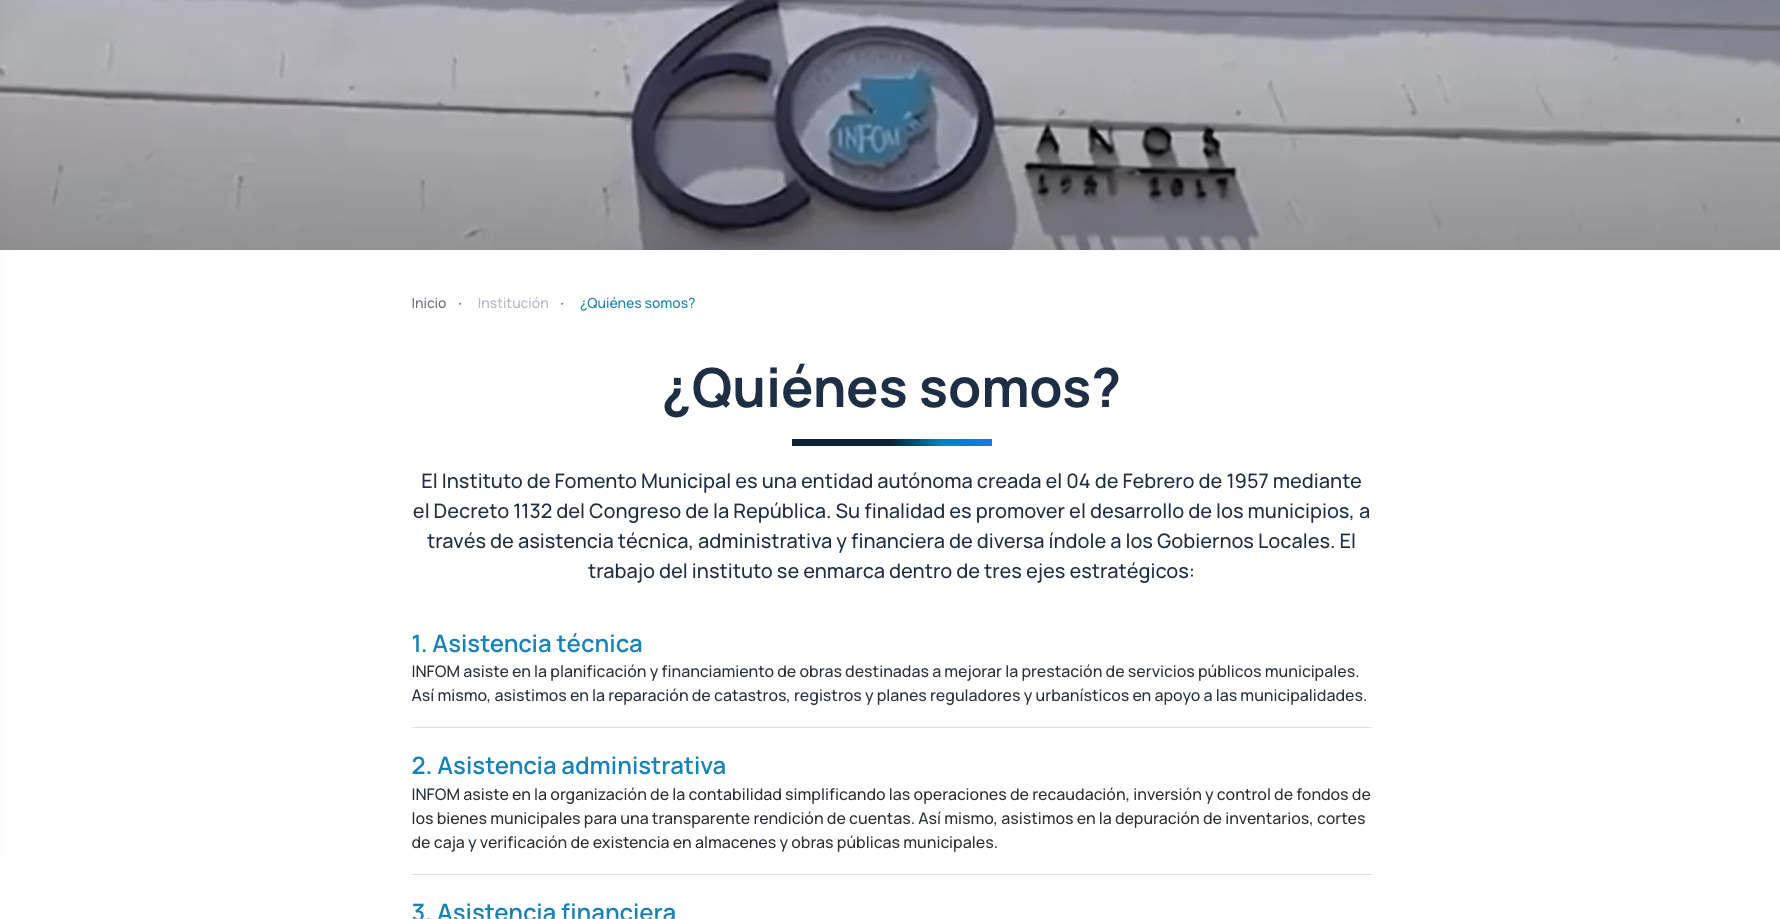 60
INFOM
ANOS
2017
Inicio · Institución · ¿Quiénes somos?
¿Quiénes somos?
El Instituto de Fomento Municipal es una entidad autónoma creada el 04 de Febrero de 1957 mediante
el Decreto 1132 del Congreso de la República. Su finalidad es promover el desarrollo de los municipios, a
través de asistencia técnica, administrativa y financiera de diversa índole a los Gobiernos Locales. El
trabajo del instituto se enmarca dentro de tres ejes estratégicos:
1. Asistencia técnica
INFOM asiste en la planificación y financiamiento de obras destinadas a mejorar la prestación de servicios públicos municipales.
Así mismo, asistimos en la reparación de catastros, registros y planes reguladores y urbanísticos en apoyo a las municipalidades.
2. Asistencia administrativa
INFOM asiste en la organización de la contabilidad simplificando las operaciones de recaudación, inversión y control de fondos de
los bienes municipales para una transparente rendición de cuentas. Así mismo, asistimos en la depuración de inventarios, cortes
de caja y verificación de existencia en almacenes y obras públicas municipales.
3. Asistencia financiera